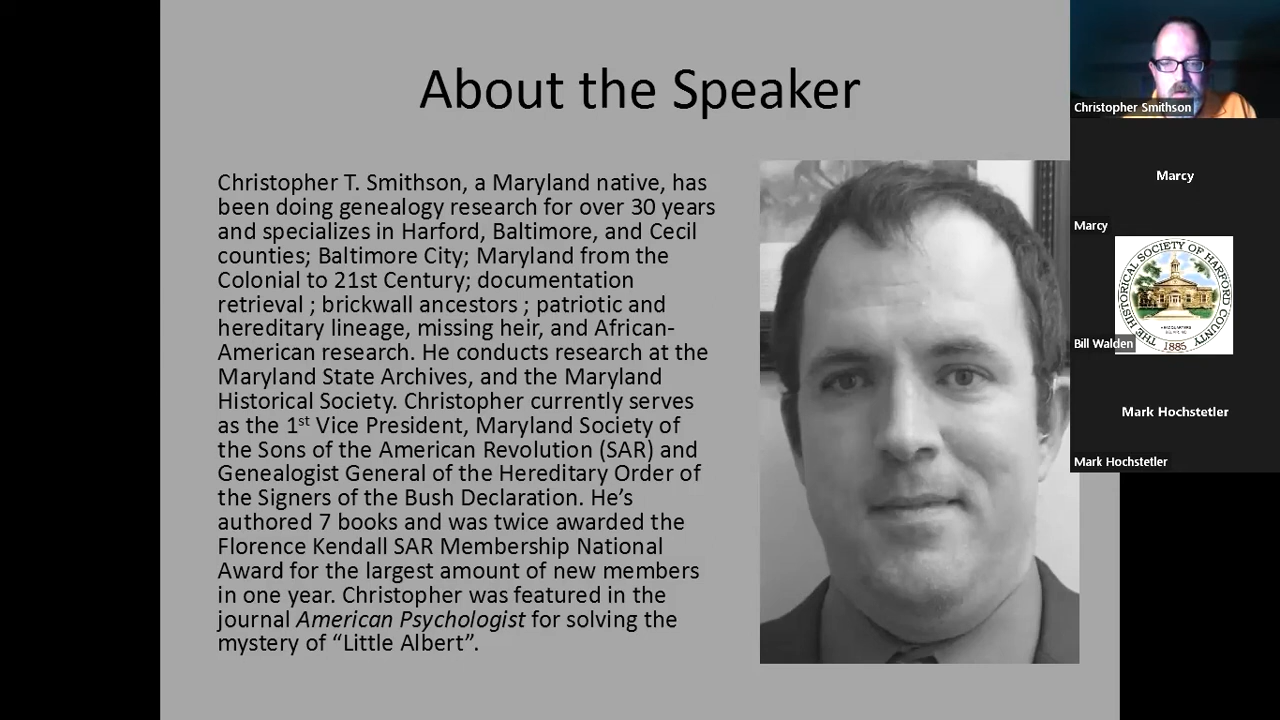 About the Speaker
Christopher T. Smithson, a Maryland native, has
been doing genealogy research for over 30 years
and specializes in Harford, Baltimore, and Cecil
counties; Baltimore City; Maryland from the
Colonial to 21st Century; documentation
retrieval ; brickwall ancestors ; patriotic and
hereditary lineage, missing heir, and African-
American research. He conducts research at the
Maryland State Archives, and the Maryland
Historical Society. Christopher currently serves
as the 1st Vice President, Maryland Society of
the Sons of the American Revolution (SAR) and
Genealogist General of the Hereditary Order of
the Signers of the Bush Declaration. He’s
authored 7 books and was twice awarded the
Florence Kendall SAR Membership National
Award for the largest amount of new members
in one year. Christopher was featured in the
journal American Psychologist for solving the
mystery of “Little Albert”.
Christopher Smithson
Marcy
Marcy
THE HISTORICAL SOCIETY OF HARFORD COUNTY
HEADQUARTERS
1885
Bill Walden
Mark Hochstetler
Mark Hochstetler